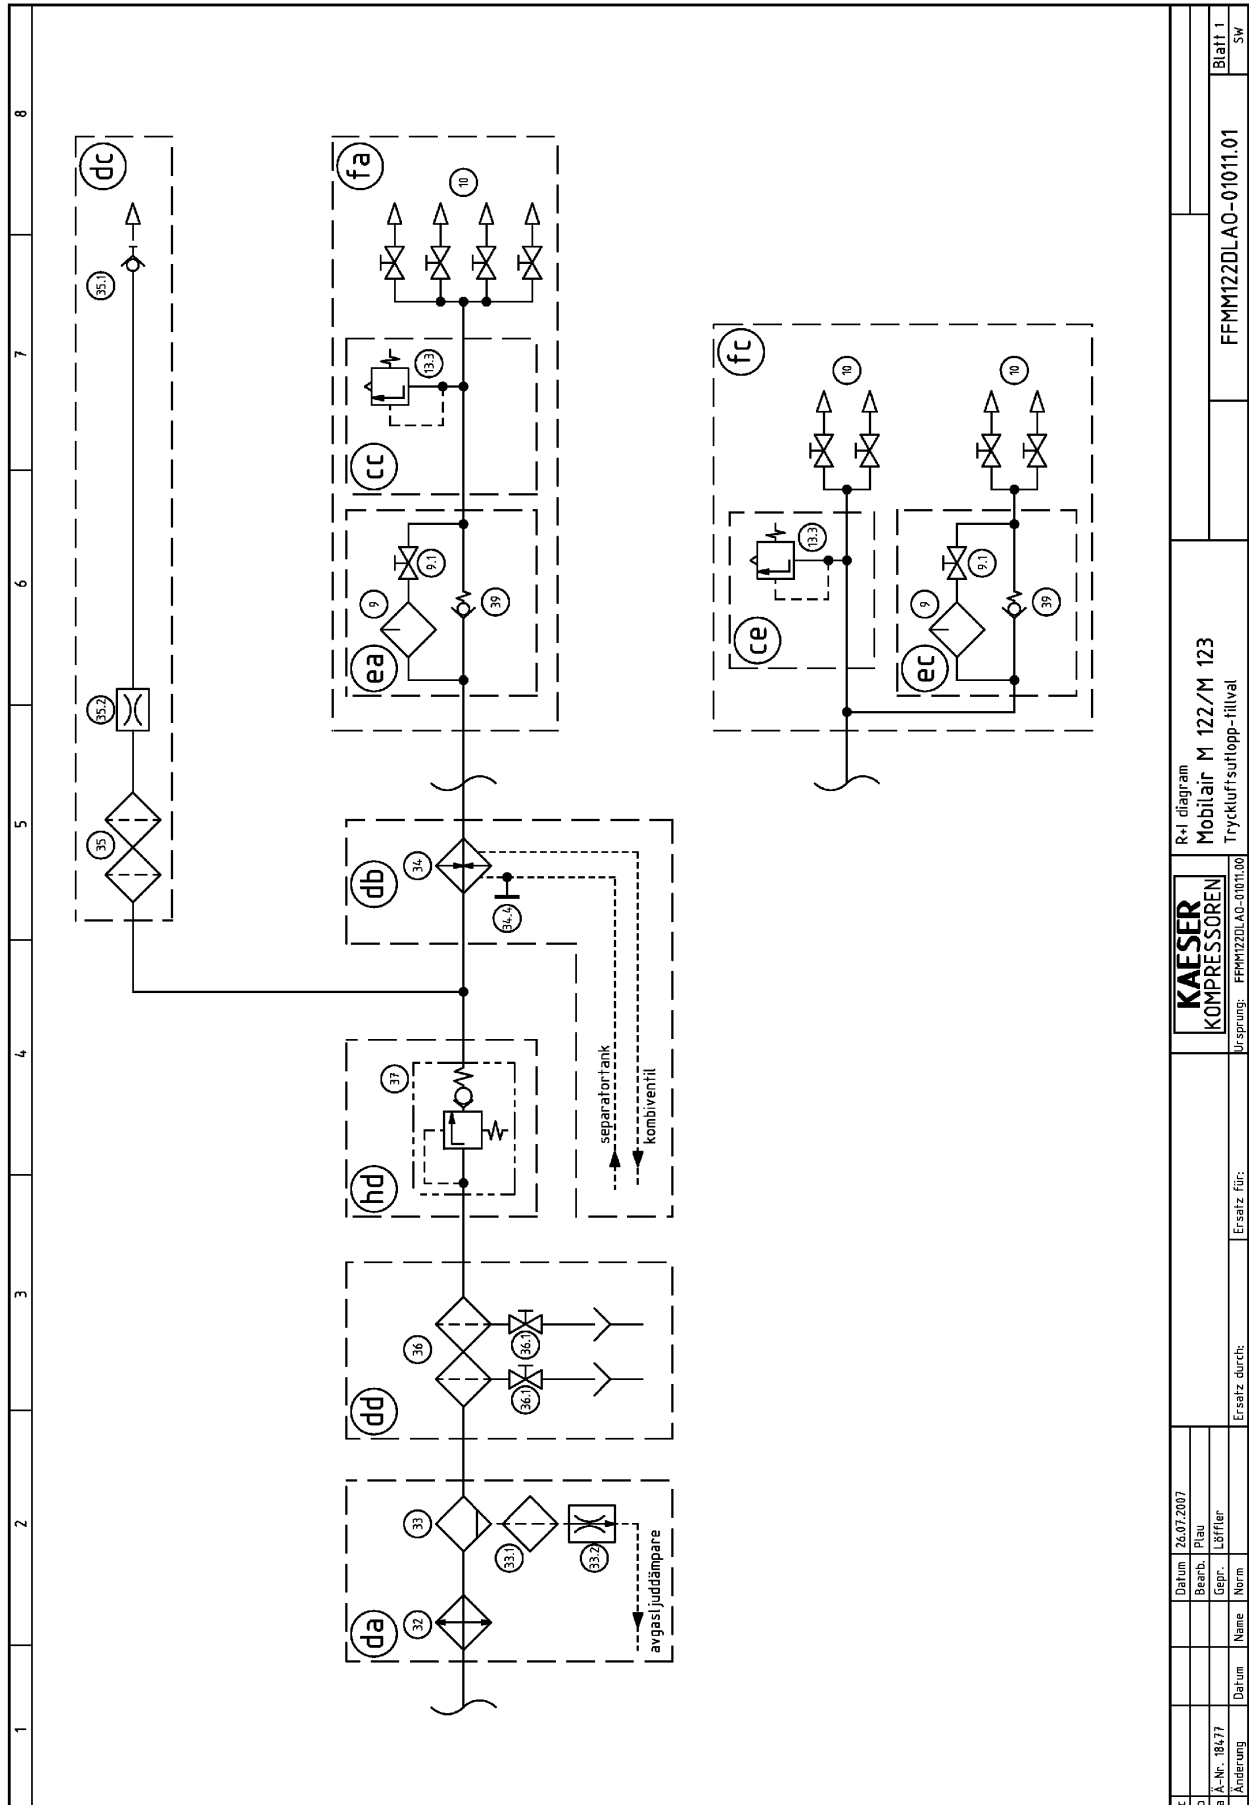 1
2
3
4
5
6
7
8
dc
35
35.2
35.1
da
32
33
33.1
33.2
avgasljuddämpare
dd
36
36.1
36.1
hd
37
db
34
34.4
separatortank
kombiventil
fa
ea
9
9.1
39
cc
13.3
10
fc
ce
13.3
10
ec
9
9.1
39
10
c
b
a
Ä-Nr. 18477
Änderung
Datum
Name
Datum
26.07.2007
Bearb.
Plau
Gepr.
Löffler
Norm
Ersatz durch:
Ersatz für:
KAESER
KOMPRESSOREN
Ursprung: FFMM122DLAO-01011.00
R+I diagram
Mobilair M 122/M 123
Tryckluftsutlopp-tillval
FFMM122DLAO-01011.01
Blatt 1
SW